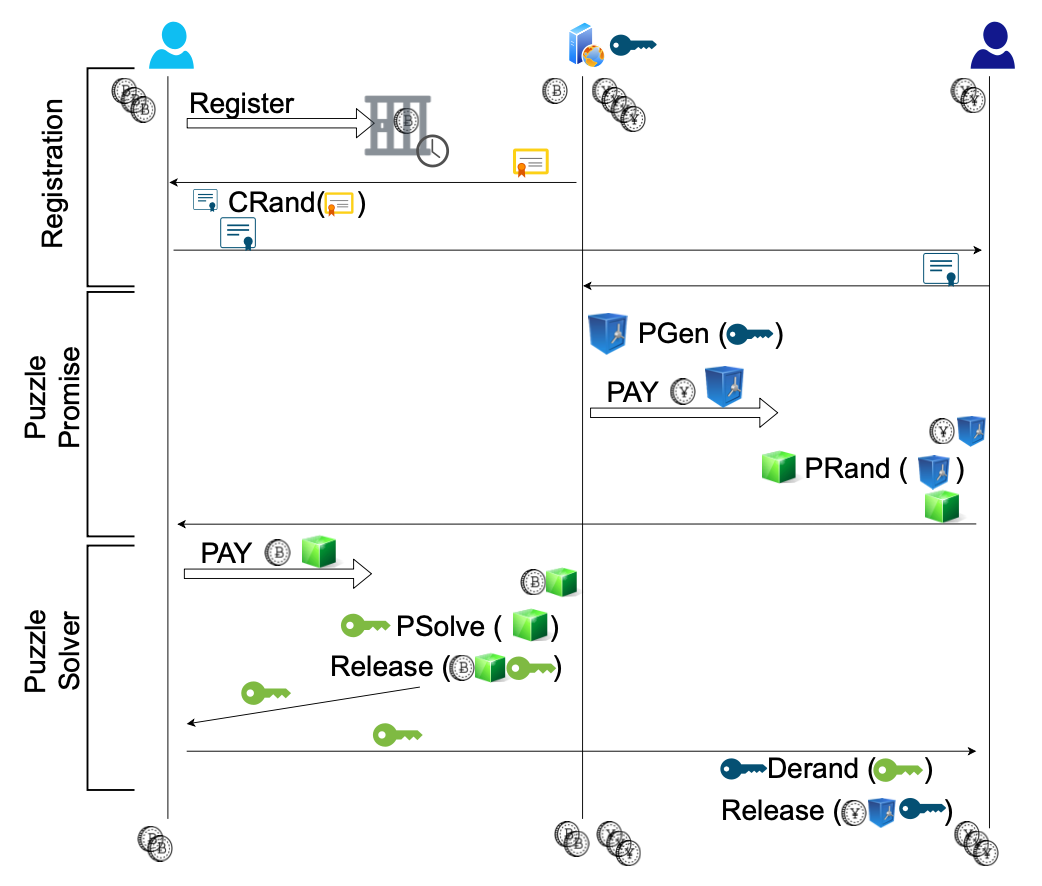 Registration
Register
CRand( )
Puzzle
Promise
PGen ( )
PAY
PRand ( )
Puzzle
Solver
PAY
PSolve ( )
Release ( )
Derand ( )
Release ( )